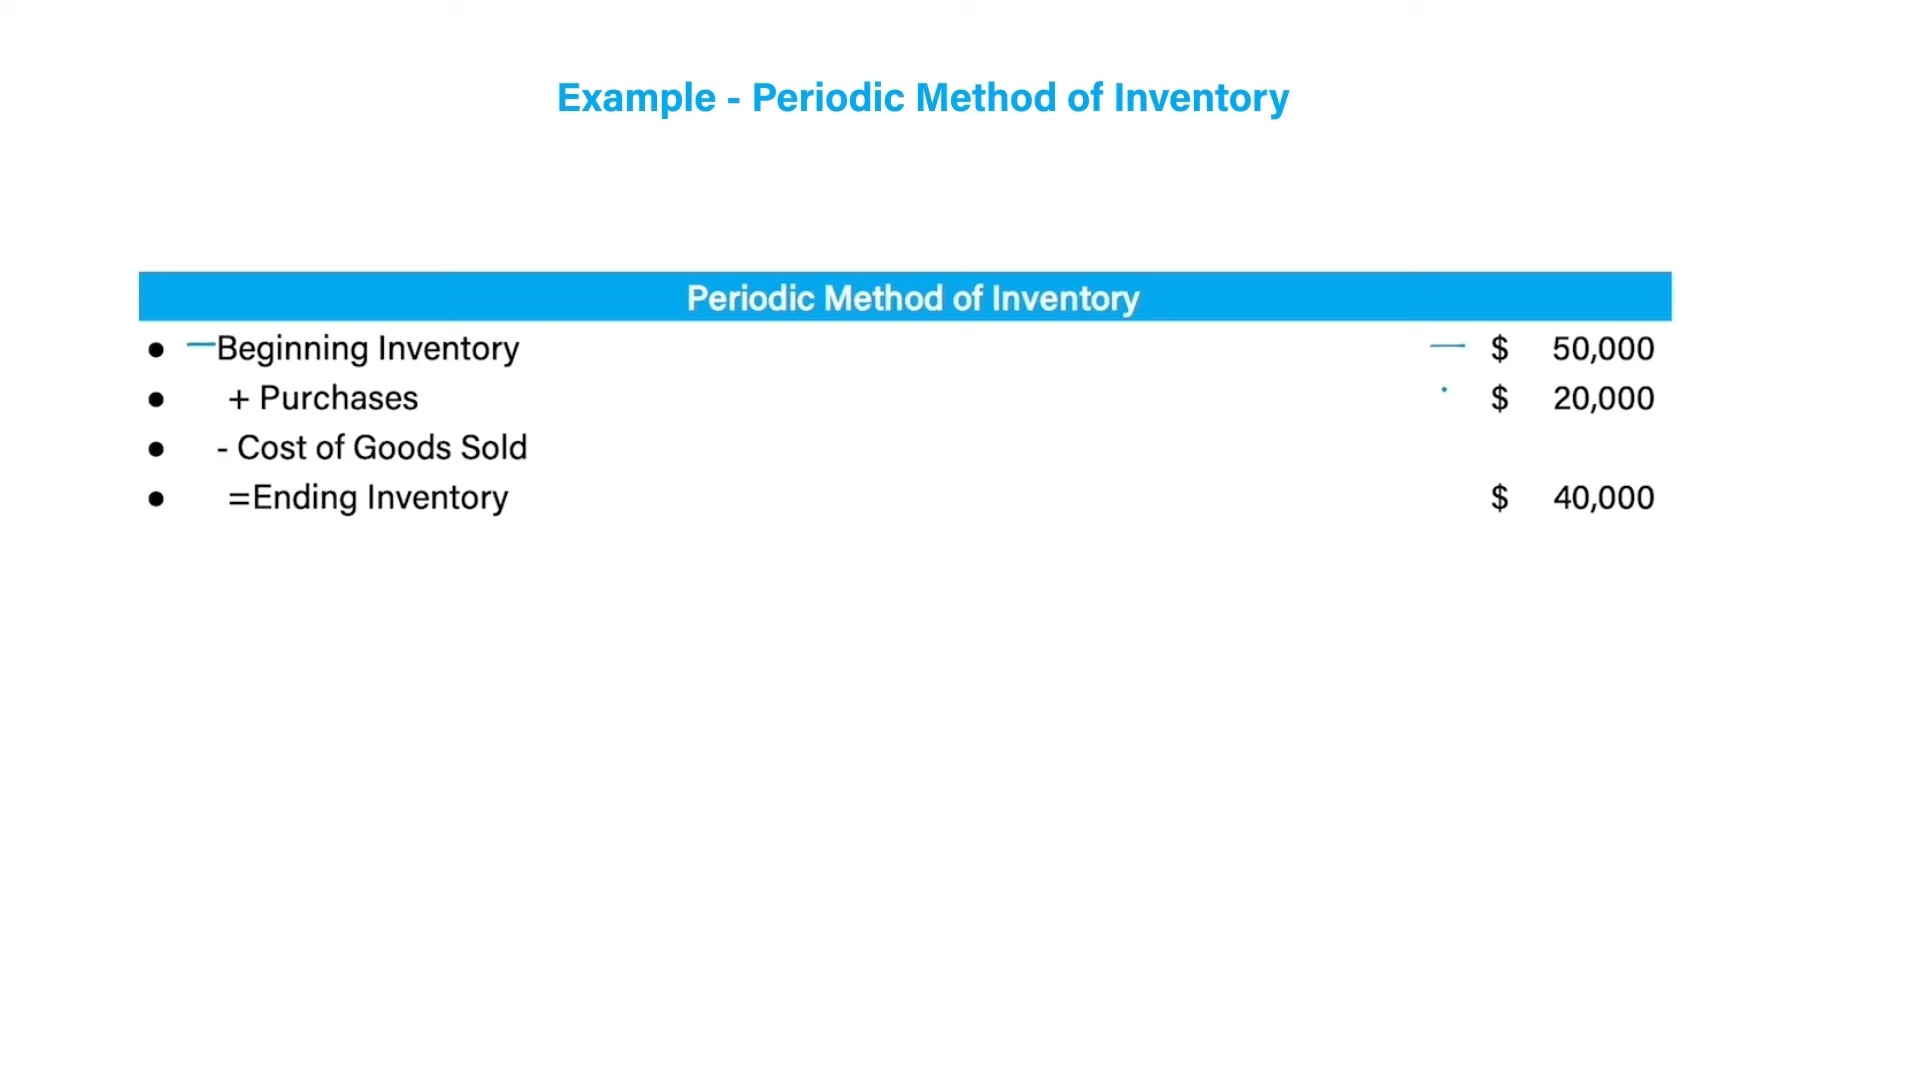 Example - Periodic Method of Inventory
Periodic Method of Inventory
● Beginning Inventory $ 50,000
● + Purchases $ 20,000
● - Cost of Goods Sold
● =Ending Inventory $ 40,000